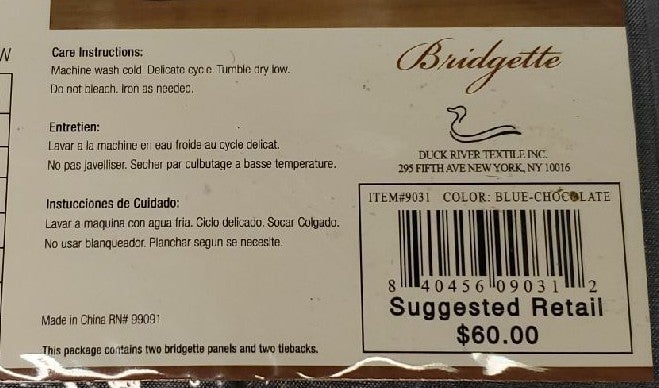 W
Care Instructions:
Machine wash cold. Delicate cycle. Tumble dry low.
Do not bleach. Iron as needed.
Entretien:
Lavar a la machine en eau froide au cycle delicat.
No pas javelliser. Secher par culbutage a basse temperature.
Instucciones de Cuidado:
Lavar a maquina con agua fria. Ciclo delicado. Socar Colgado.
No usar blanqueador. Planchar segun se necesite.
Made in China RN# 99091
This package contains two bridgette panels and two tiebacks.
Bridgette
DUCK RIVER TEXTILE INC.
295 FIFTH AVE NEW YORK, NY 10016
ITEM#9031 COLOR: BLUE-CHOCOLATE
8 40456 09031 2
Suggested Retail
$60.00